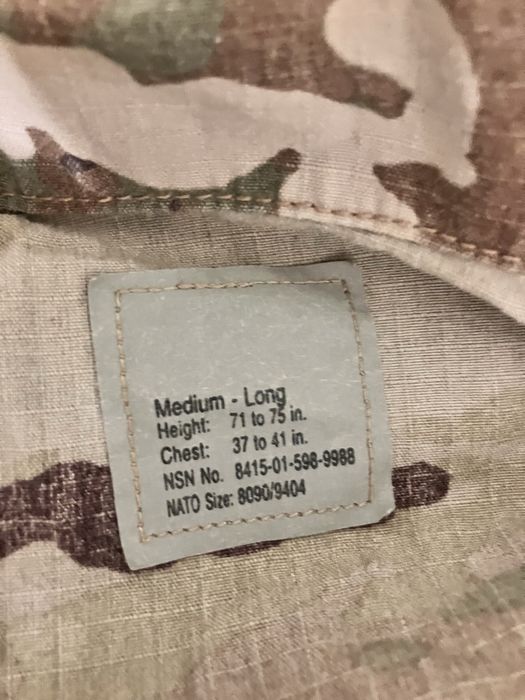 Medium - Long
Height: 71 to 75 in.
Chest: 37 to 41 in.
NSN No. 8415-01-598-9988
NATO Size: 8090/9404